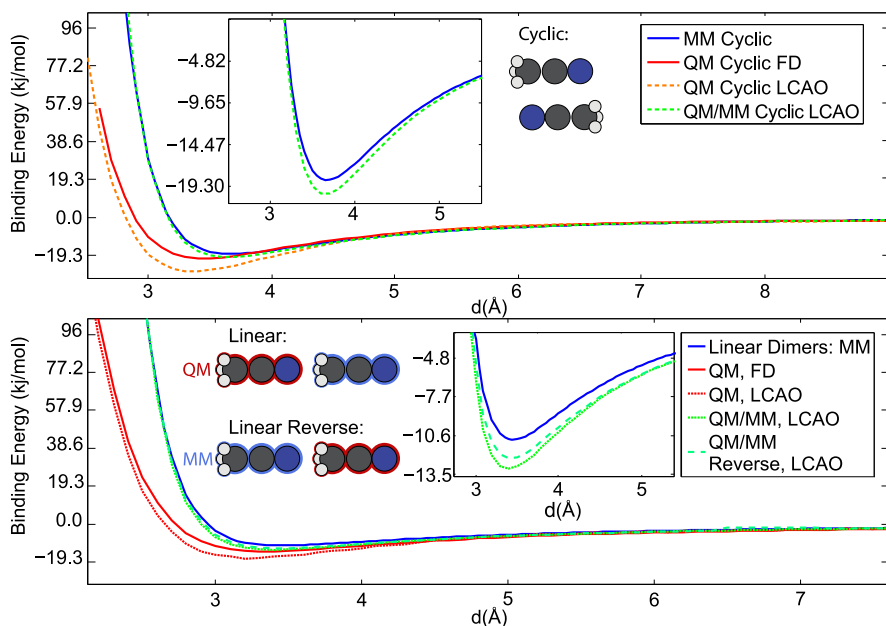 Binding Energy (kj/mol)
96
77.2
57.9
38.6
19.3
0.0
−19.3
3
4
5
6
7
8
d(Å)
−4.82
−9.65
−14.47
−19.30
3
4
5
Cyclic:
MM Cyclic
QM Cyclic FD
QM Cyclic LCAO
QM/MM Cyclic LCAO
Binding Energy (kj/mol)
96
77.2
57.9
38.6
19.3
0.0
−19.3
3
4
5
6
7
d(Å)
Linear:
QM
Linear Reverse:
MM
−4.8
−7.7
−10.6
−13.5
3
4
5
d(Å)
Linear Dimers: MM
QM, FD
QM, LCAO
QM/MM, LCAO
QM/MM
Reverse, LCAO